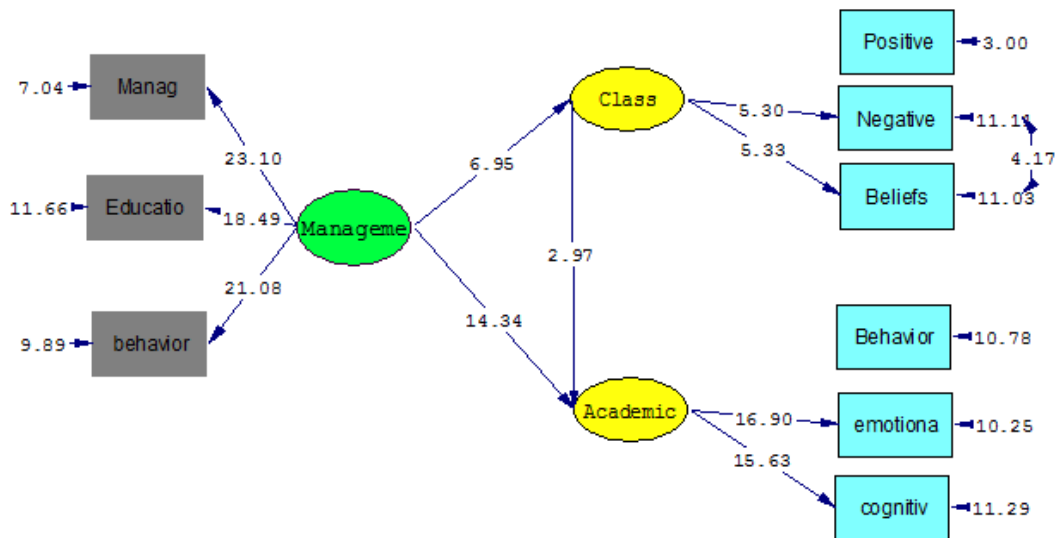 Positive
3.00
7.04
Manag
Class
5.30
Negative
11.11
23.10
6.95
5.33
4.17
Beliefs
11.03
11.66
Educatio
18.49
Manageme
2.97
21.08
14.34
9.89
behavior
Behavior
10.78
Academic
16.90
emotiona
10.25
15.63
cognitiv
11.29